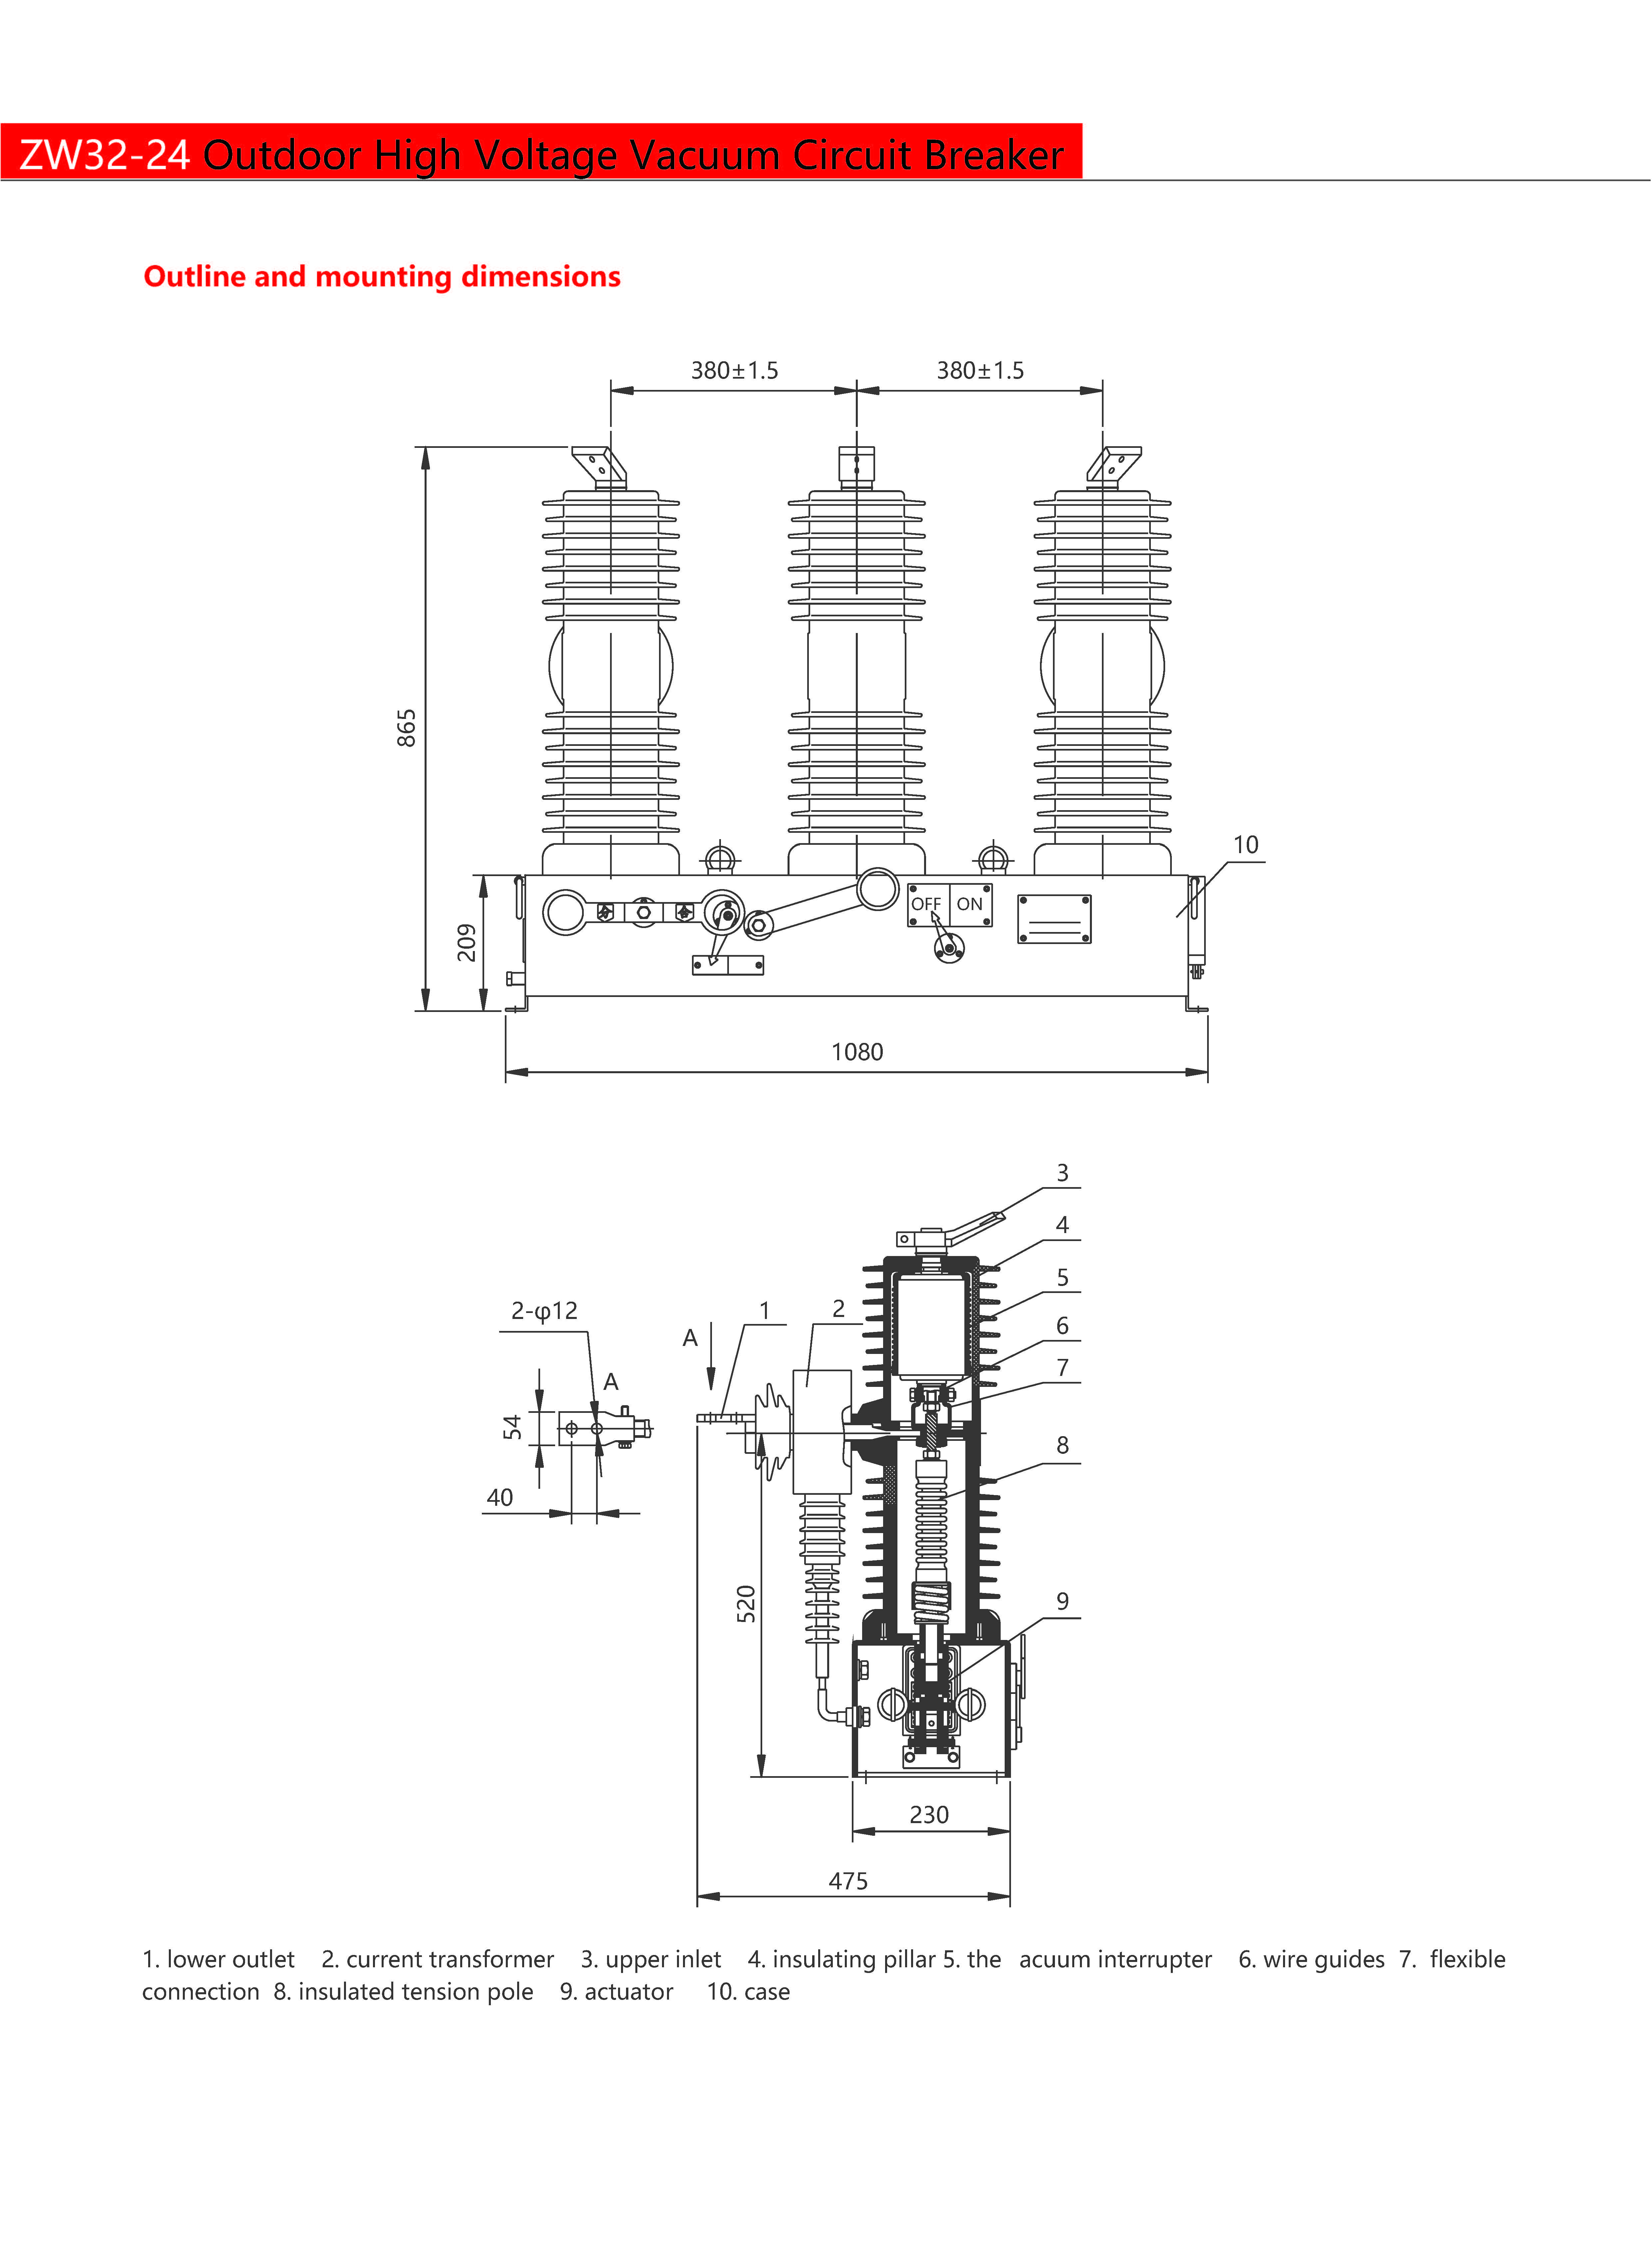 ZW32-24 Outdoor High Voltage Vacuum Circuit Breaker
Outline and mounting dimensions
380±1.5 380±1.5
865
10
OFF ON
209
1080
3
4
5
2-φ12
1
2
6
A
7
A
54
8
40
520
9
230
475
1. lower outlet 2. current transformer 3. upper inlet 4. insulating pillar 5. the acuum interrupter 6. wire guides 7. flexible
connection 8. insulated tension pole 9. actuator 10. case